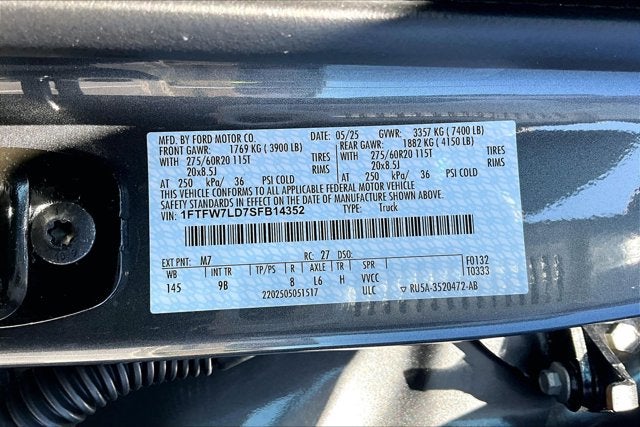 MFD. BY FORD MOTOR CO. DATE: 05/25 GVWR: 3357 KG (7400 LB)
FRONT GAWR: 1769 KG (3900 LB) REAR GAWR: 1882 KG (4150 LB)
WITH 275/60R20 115T TIRES WITH 275/60R20 115T TIRES
20x8.5J RIMS 20x8.5J RIMS
AT 250 kPa/ 36 PSI COLD AT 250 kPa/ 36 PSI COLD
THIS VEHICLE CONFORMS TO ALL APPLICABLE FEDERAL MOTOR VEHICLE
SAFETY STANDARDS IN EFFECT ON THE DATE OF MANUFACTURE SHOWN ABOVE.
VIN: 1FTFW7LD7SFB14352 TYPE: Truck
EXT PNT: M7 RC: 27 DSO: F0132
WB INT TR TP/PS R AXLE TR SPR T0333
145 9B 8 L6 H VVCC
2202505051517 ULC RU5A-3520472-AB